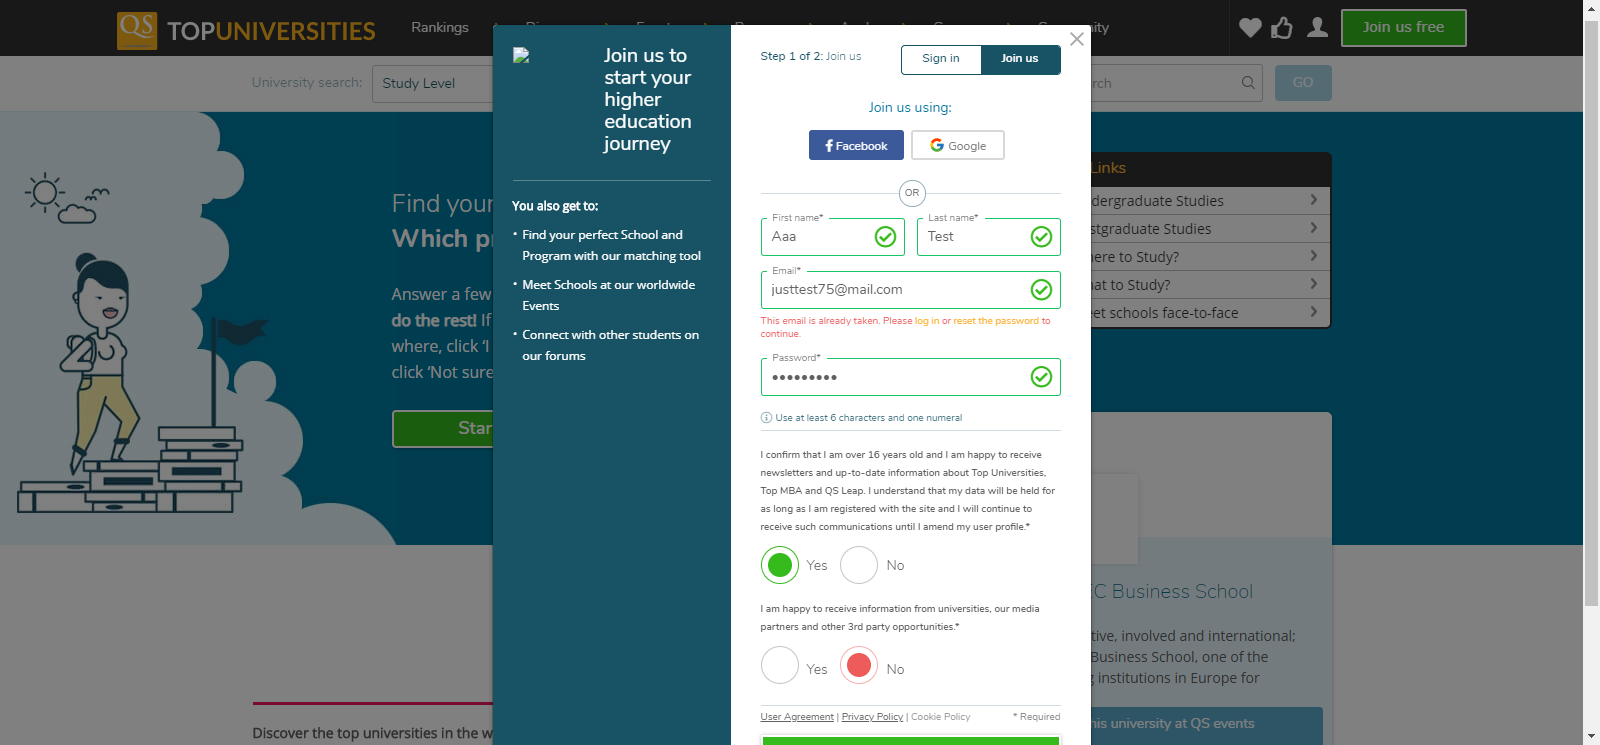 QS TOPUNIVERSITIES
Rankings
Join us free
University search:
Study Level
rch
GO
Find your
Which pr
Answer a few
do the rest! If
where, click ‘I
click ‘Not sure
Star
Join us to
start your
higher
education
journey
You also get to:
• Find your perfect School and
Program with our matching tool
• Meet Schools at our worldwide
Events
• Connect with other students on
our forums
Step 1 of 2: Join us
Sign in
Join us
Join us using:
Facebook
Google
OR
First name*
Aaa
Last name*
Test
Email*
justtest75@mail.com
This email is already taken. Please log in or reset the password to
continue.
Password*
Use at least 6 characters and one numeral
I confirm that I am over 16 years old and I am happy to receive
newsletters and up-to-date information about Top Universities,
Top MBA and QS Leap. I understand that my data will be held for
as long as I am registered with the site and I will continue to
receive such communications until I amend my user profile.*
Yes No
I am happy to receive information from universities, our media
partners and other 3rd party opportunities.*
Yes No
User Agreement | Privacy Policy | Cookie Policy
* Required
Links
dergraduate Studies
stgraduate Studies
ere to Study?
at to Study?
eet schools face-to-face
EC Business School
tive, involved and international;
Business School, one of the
g institutions in Europe for
his university at QS events
Discover the top universities in the w